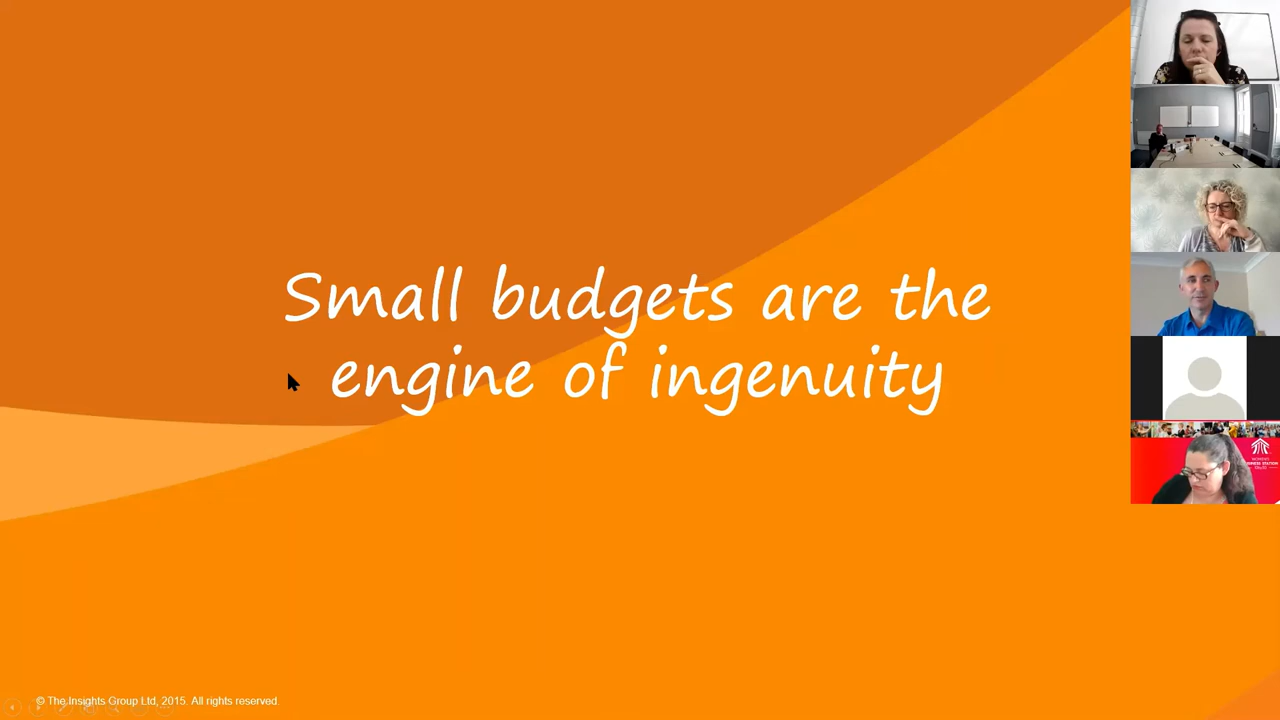 Small budgets are the
engine of ingenuity
© The Insights Group Ltd, 2015. All rights reserved.